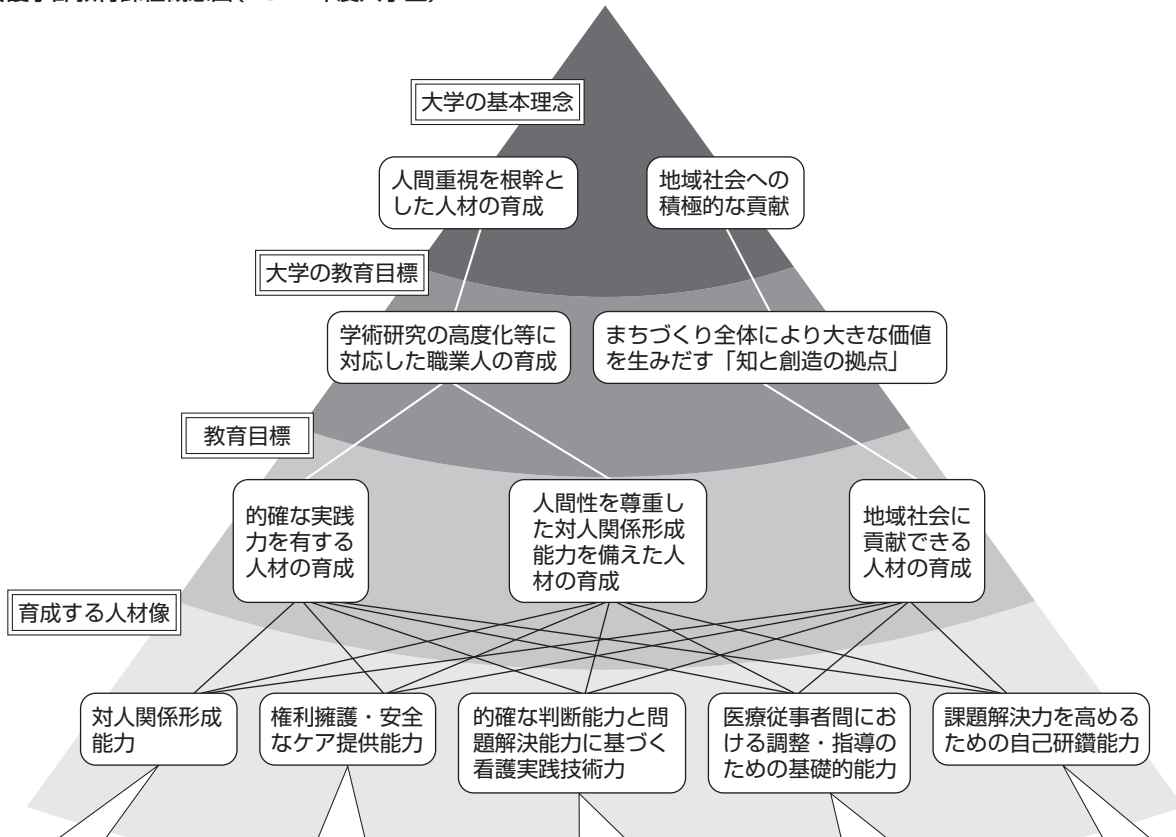 大学の基本理念
人間重視を根幹と
した人材の育成
地域社会への
積極的な貢献
大学の教育目標
学術研究の高度化等に
対応した職業人の育成
まちづくり全体により大きな価値
を生みだす「知と創造の拠点」
教育目標
的確な実践
力を有する
人材の育成
人間性を尊重し
た対人関係形成
能力を備えた人
材の育成
地域社会に
貢献できる
人材の育成
育成する人材像
対人関係形成
能力
権利擁護・安全
なケア提供能力
的確な判断能力と問
題解決能力に基づく
看護実践技術力
医療従事者間にお
ける調整・指導の
ための基礎的能力
課題解決力を高める
ための自己研鑽能力